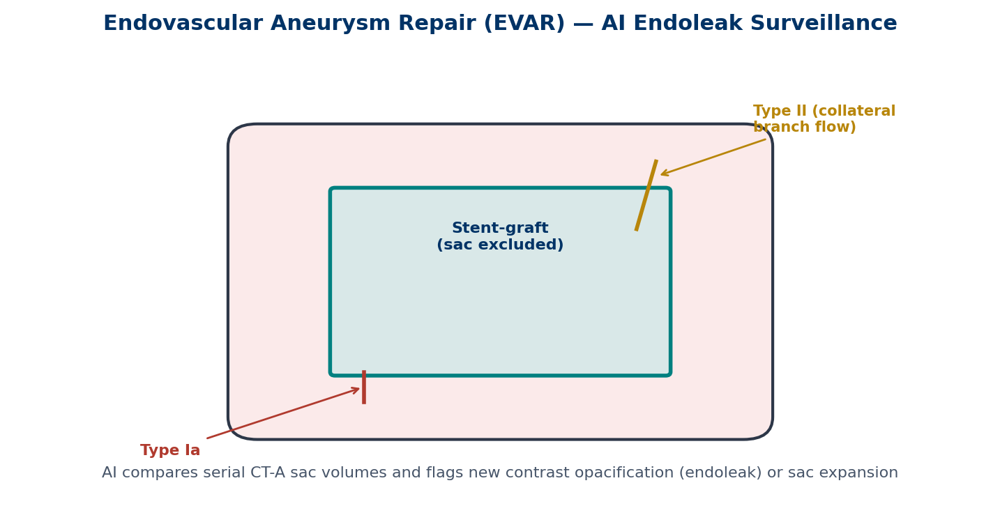 Endovascular Aneurysm Repair (EVAR) — AI Endoleak Surveillance
Type II (collateral
branch flow)
Stent-graft
(sac excluded)
Type Ia
AI compares serial CT-A sac volumes and flags new contrast opacification (endoleak) or sac expansion